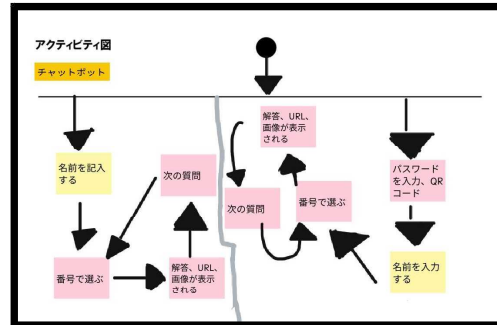 アクティビティ図
チャットボット
名前を記入
する
次の質問
番号で選ぶ
解答、URL、
画像が表示
される
解答、URL、
画像が表示
される
次の質問
番号で選ぶ
パスワード
を入力、QR
コード
名前を入力
する